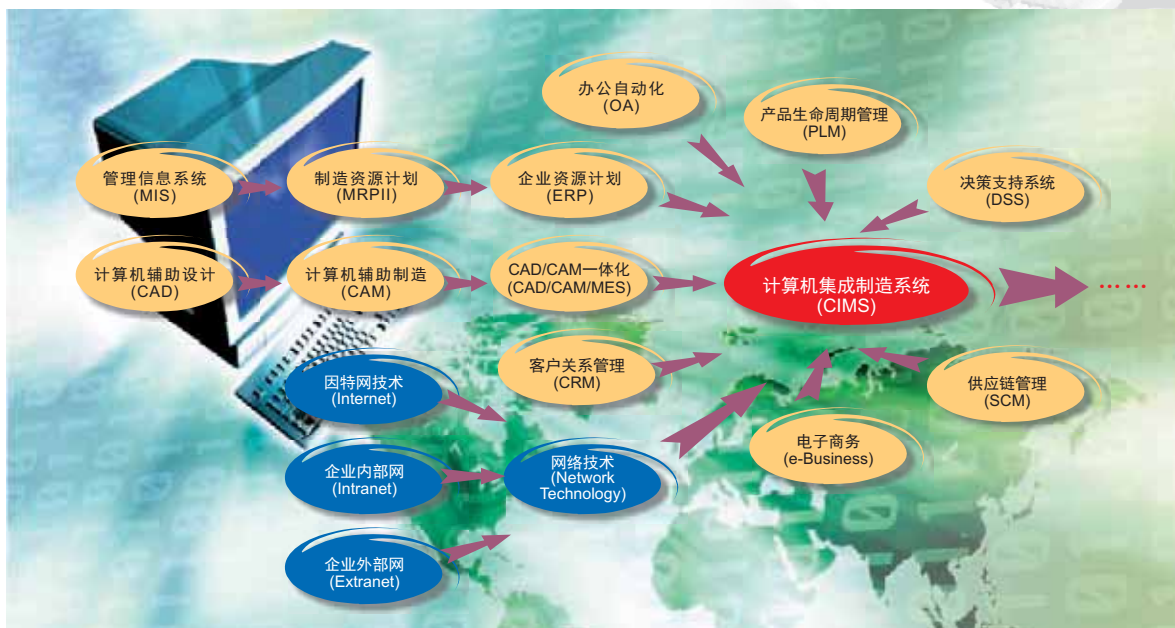 办公自动化
(OA)
产品生命周期管理
(PLM)
管理信息系统
(MIS)
制造资源计划
(MRPII)
企业资源计划
(ERP)
决策支持系统
(DSS)
计算机辅助设计
(CAD)
计算机辅助制造
(CAM)
CAD/CAM一体化
(CAD/CAM/MES)
计算机集成制造系统
(CIMS)
……
因特网技术
(Internet)
客户关系管理
(CRM)
供应链管理
(SCM)
企业内部网
(Intranet)
网络技术
(Network
Technology)
电子商务
(e-Business)
企业外部网
(Extranet)